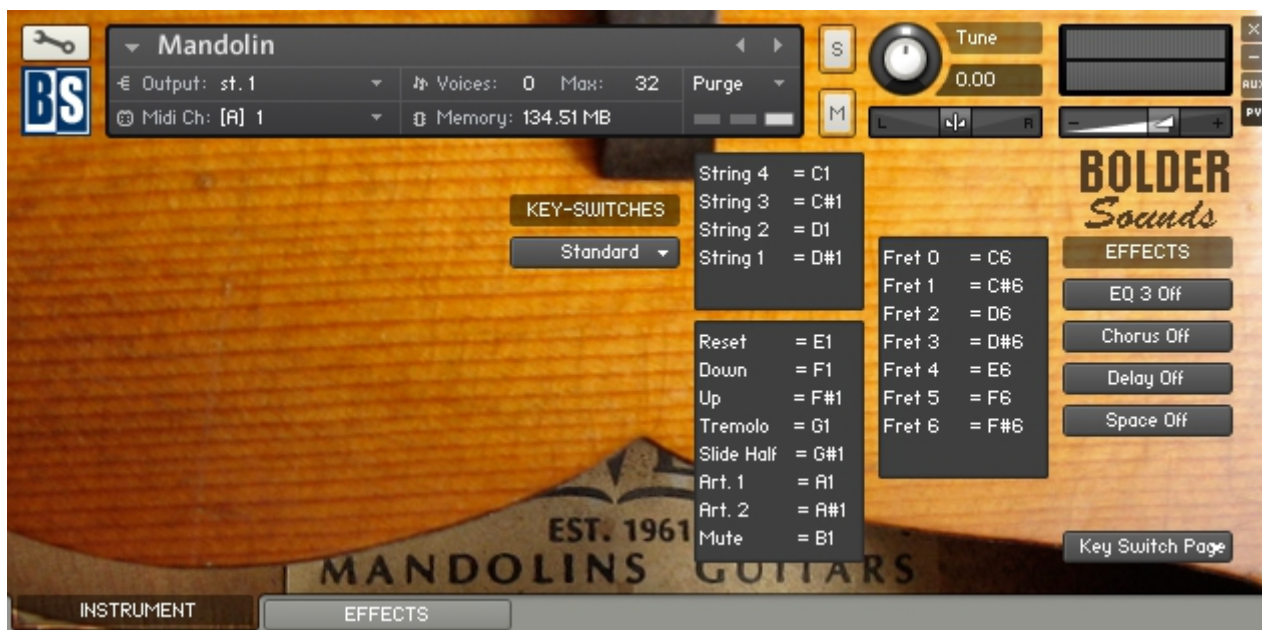 Mandolin
Output: st. 1
Voices: 0 Max: 32
Purge
Midi Ch: [A] 1
Memory: 134.51 MB
S
M
Tune
0.00
L R
- +
×
-
AUX
PV
BS
BOLDER
Sounds
KEY-SWITCHES
Standard
String 4 = C1
String 3 = C#1
String 2 = D1
String 1 = D#1
Reset = E1
Down = F1
Up = F#1
Tremolo = G1
Slide Half = G#1
Art. 1 = A1
Art. 2 = A#1
Mute = B1
Fret 0 = C6
Fret 1 = C#6
Fret 2 = D6
Fret 3 = D#6
Fret 4 = E6
Fret 5 = F6
Fret 6 = F#6
EFFECTS
EQ 3 Off
Chorus Off
Delay Off
Space Off
Key Switch Page
EST. 1961
MANDOLINS GUITARS
INSTRUMENT
EFFECTS